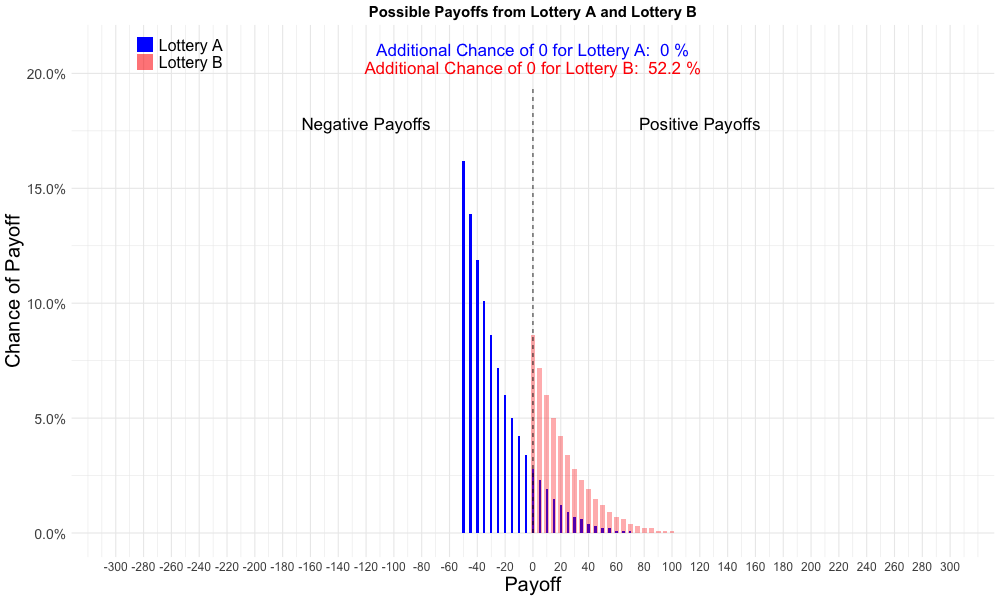 Possible Payoffs from Lottery A and Lottery B
Lottery A
Lottery B
Additional Chance of 0 for Lottery A:  0 %
Additional Chance of 0 for Lottery B:  52.2 %
Negative Payoffs
Positive Payoffs
Chance of Payoff
20.0%
15.0%
10.0%
5.0%
0.0%
-300 -280 -260 -240 -220 -200 -180 -160 -140 -120 -100 -80 -60 -40 -20 0 20 40 60 80 100 120 140 160 180 200 220 240 260 280 300
Payoff